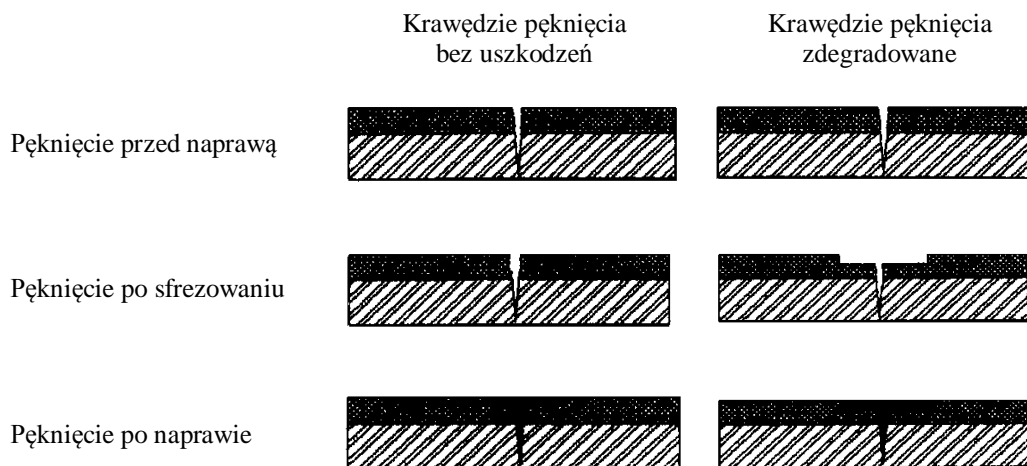 Krawędzie pęknięcia
bez uszkodzeń
Krawędzie pęknięcia
zdegradowane
Pęknięcie przed naprawą
Pęknięcie po sfrezowaniu
Pęknięcie po naprawie